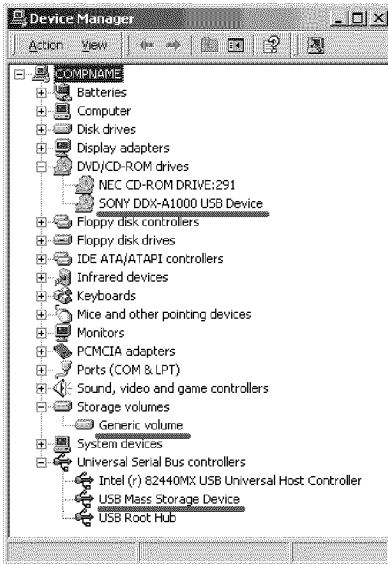 Device Manager
Action View
COMPNAME
Batteries
Computer
Disk drives
Display adapters
DVD/CD-ROM drives
NEC CD-ROM DRIVE:291
SONY DDX-A1000 USB Device
Floppy disk controllers
Floppy disk drives
IDE ATA/ATAPI controllers
Infrared devices
Keyboards
Mice and other pointing devices
Monitors
PCMCIA adapters
Ports (COM & LPT)
Sound, video and game controllers
Storage volumes
Generic volume
System devices
Universal Serial Bus controllers
Intel (r) 82440MX USB Universal Host Controller
USB Mass Storage Device
USB Root Hub